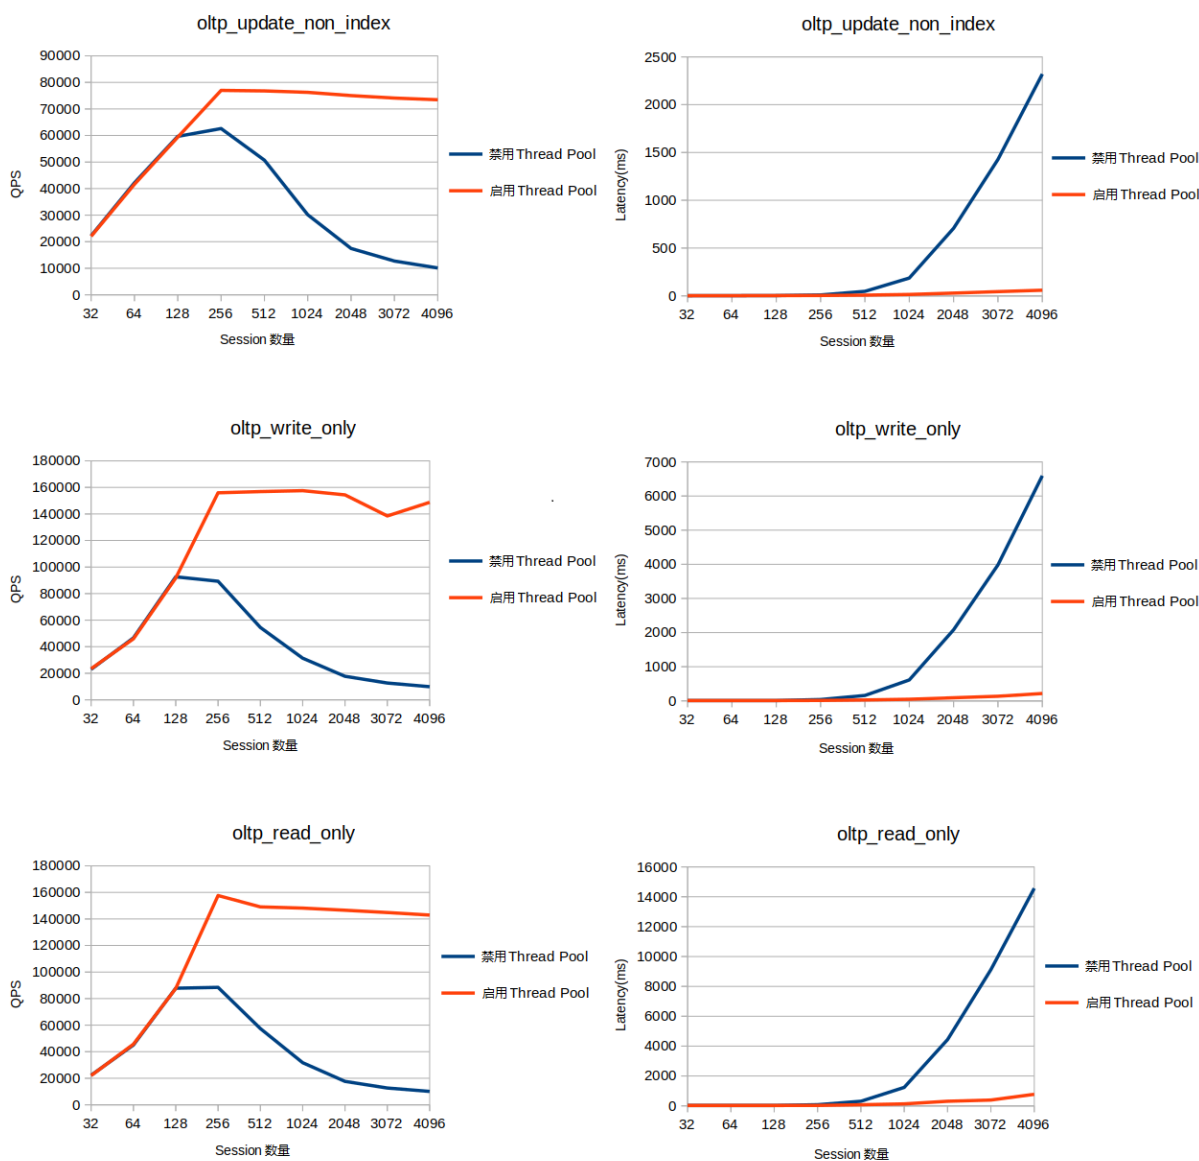 oltp_update_non_index
90000
80000
70000
60000
50000
40000
30000
20000
10000
0
QPS
32 64 128 256 512 1024 2048 3072 4096
Session 数量
禁用Thread Pool
启用Thread Pool
oltp_update_non_index
2500
2000
1500
1000
500
0
Latency(ms)
32 64 128 256 512 1024 2048 3072 4096
Session 数量
禁用Thread Pool
启用Thread Pool
oltp_write_only
180000
160000
140000
120000
100000
80000
60000
40000
20000
0
QPS
32 64 128 256 512 1024 2048 3072 4096
Session 数量
禁用Thread Pool
启用Thread Pool
oltp_write_only
7000
6000
5000
4000
3000
2000
1000
0
Latency(ms)
32 64 128 256 512 1024 2048 3072 4096
Session 数量
禁用Thread Pool
启用Thread Pool
oltp_read_only
180000
160000
140000
120000
100000
80000
60000
40000
20000
0
QPS
32 64 128 256 512 1024 2048 3072 4096
Session 数量
禁用Thread Pool
启用Thread Pool
oltp_read_only
16000
14000
12000
10000
8000
6000
4000
2000
0
Latency(ms)
32 64 128 256 512 1024 2048 3072 4096
Session 数量
禁用Thread Pool
启用Thread Pool